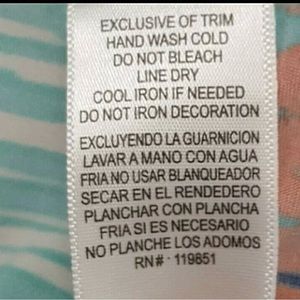 EXCLUSIVE OF TRIM
HAND WASH COLD
DO NOT BLEACH
LINE DRY
COOL IRON IF NEEDED
DO NOT IRON DECORATION
EXCLUYENDO LA GUARNICION
LAVAR A MANO CON AGUA
FRIA NO USAR BLANQUEADOR
SECAR EN EL RENDEDERO
PLANCHAR CON PLANCHA
FRIA SI ES NECESARIO
NO PLANCHE LOS ADOMOS
RN# 119851